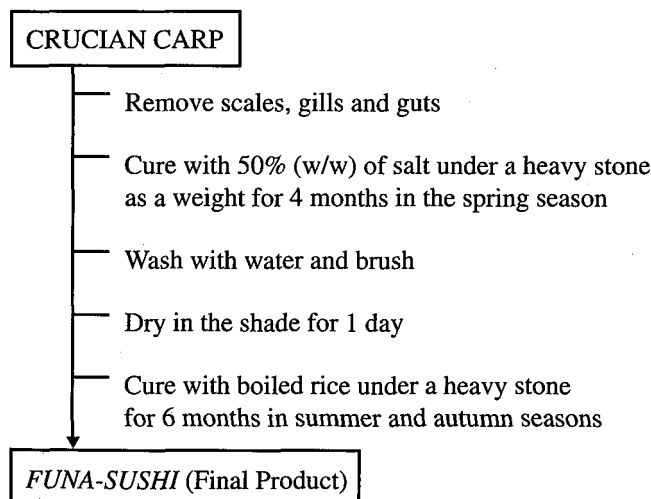 CRUCIAN CARP
Remove scales, gills and guts
Cure with 50% (w/w) of salt under a heavy stone
as a weight for 4 months in the spring season
Wash with water and brush
Dry in the shade for 1 day
Cure with boiled rice under a heavy stone
for 6 months in summer and autumn seasons
FUNA-SUSHI (Final Product)